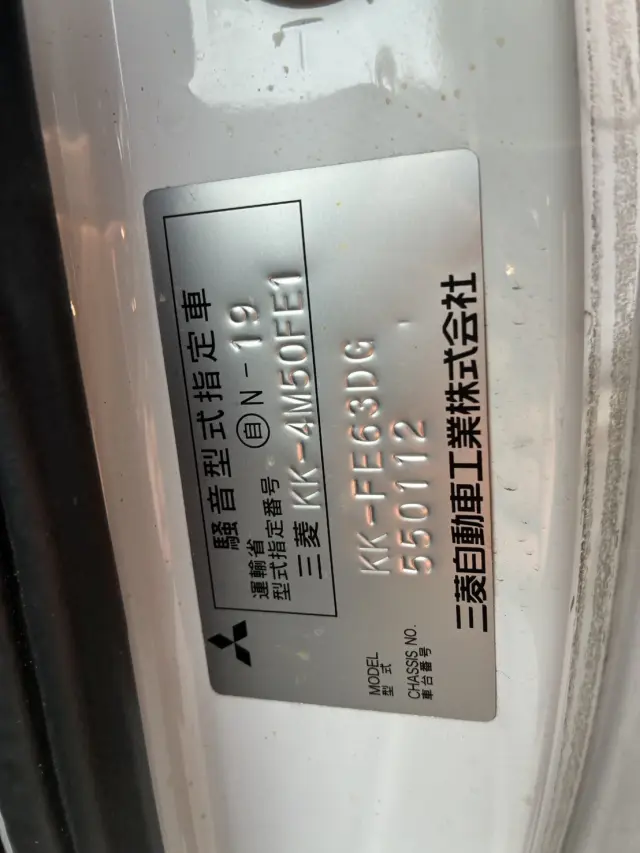 騒音型式指定車
運輸省
型式指定番号 自 N-19
三菱 KK-4M50FE1
MODEL
型式 KK-FE63DG
CHASSIS NO.
車台番号 550112
三菱自動車工業株式会社